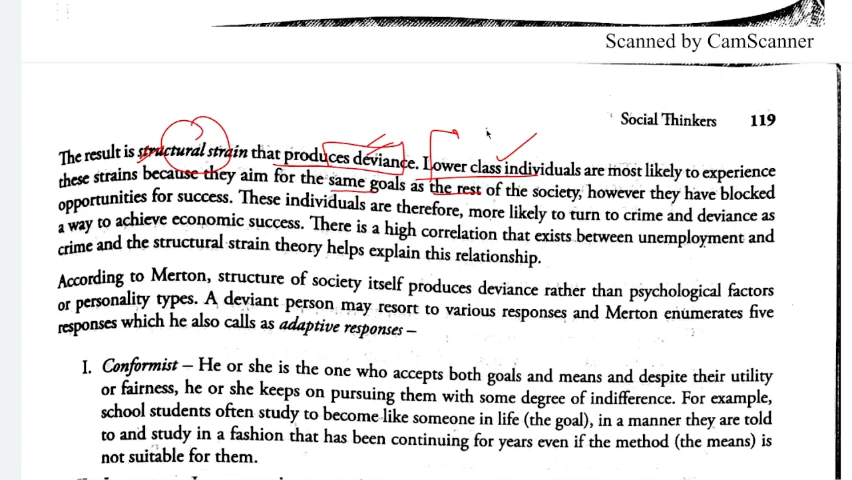 Scanned by CamScanner
Social Thinkers 119
The result is structural strain that produces deviance. Lower class individuals are most likely to experience
these strains because they aim for the same goals as the rest of the society, however they have blocked
opportunities for success. These individuals are therefore, more likely to turn to crime and deviance as
a way to achieve economic success. There is a high correlation that exists between unemployment and
crime and the structural strain theory helps explain this relationship.
According to Merton, structure of society itself produces deviance rather than psychological factors
or personality types. A deviant person may resort to various responses and Merton enumerates five
responses which he also calls as adaptive responses –
I. Conformist – He or she is the one who accepts both goals and means and despite their utility
or fairness, he or she keeps on pursuing them with some degree of indifference. For example,
school students often study to become like someone in life (the goal), in a manner they are told
to and study in a fashion that has been continuing for years even if the method (the means) is
not suitable for them.